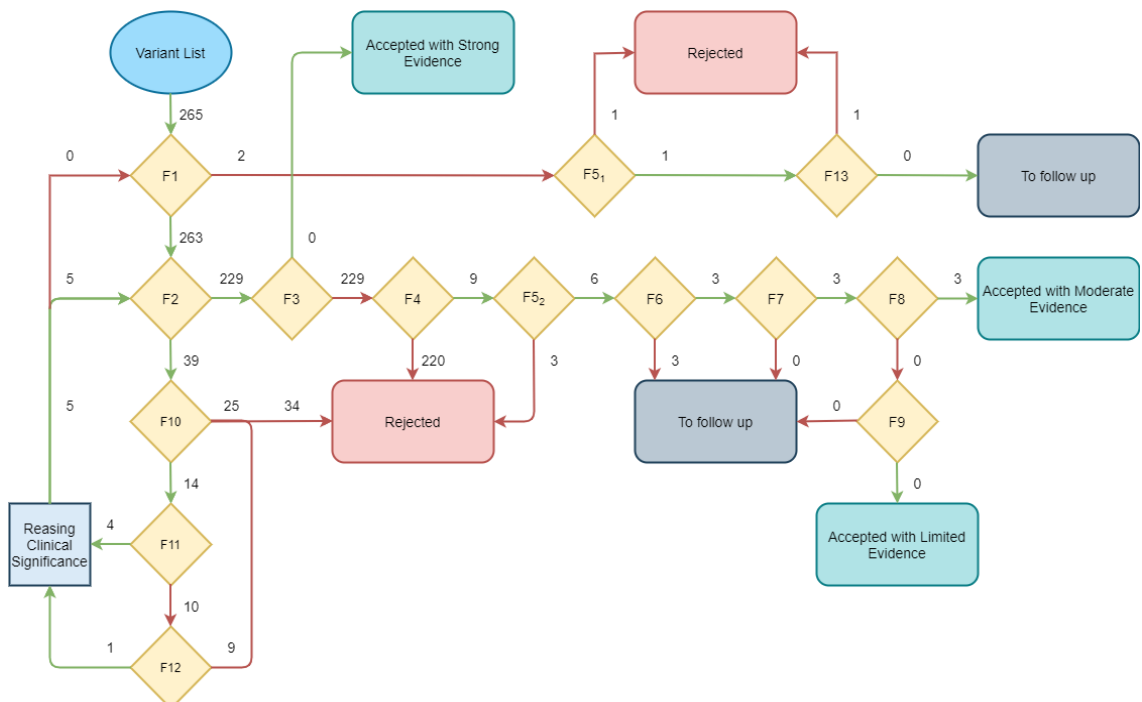 Variant List
Accepted with Strong
Evidence
Rejected
265
1
1
0
F1
2
F5₁
1
F13
0
To follow up
263
0
5
F2
229
F3
229
F4
9
F5₂
6
F6
3
F7
3
F8
3
Accepted with Moderate
Evidence
39
220
3
3
0
0
5
F10
25
34
Rejected
To follow up
0
F9
14
0
Reasing
Clinical
Significance
4
F11
Accepted with Limited
Evidence
10
1
F12
9